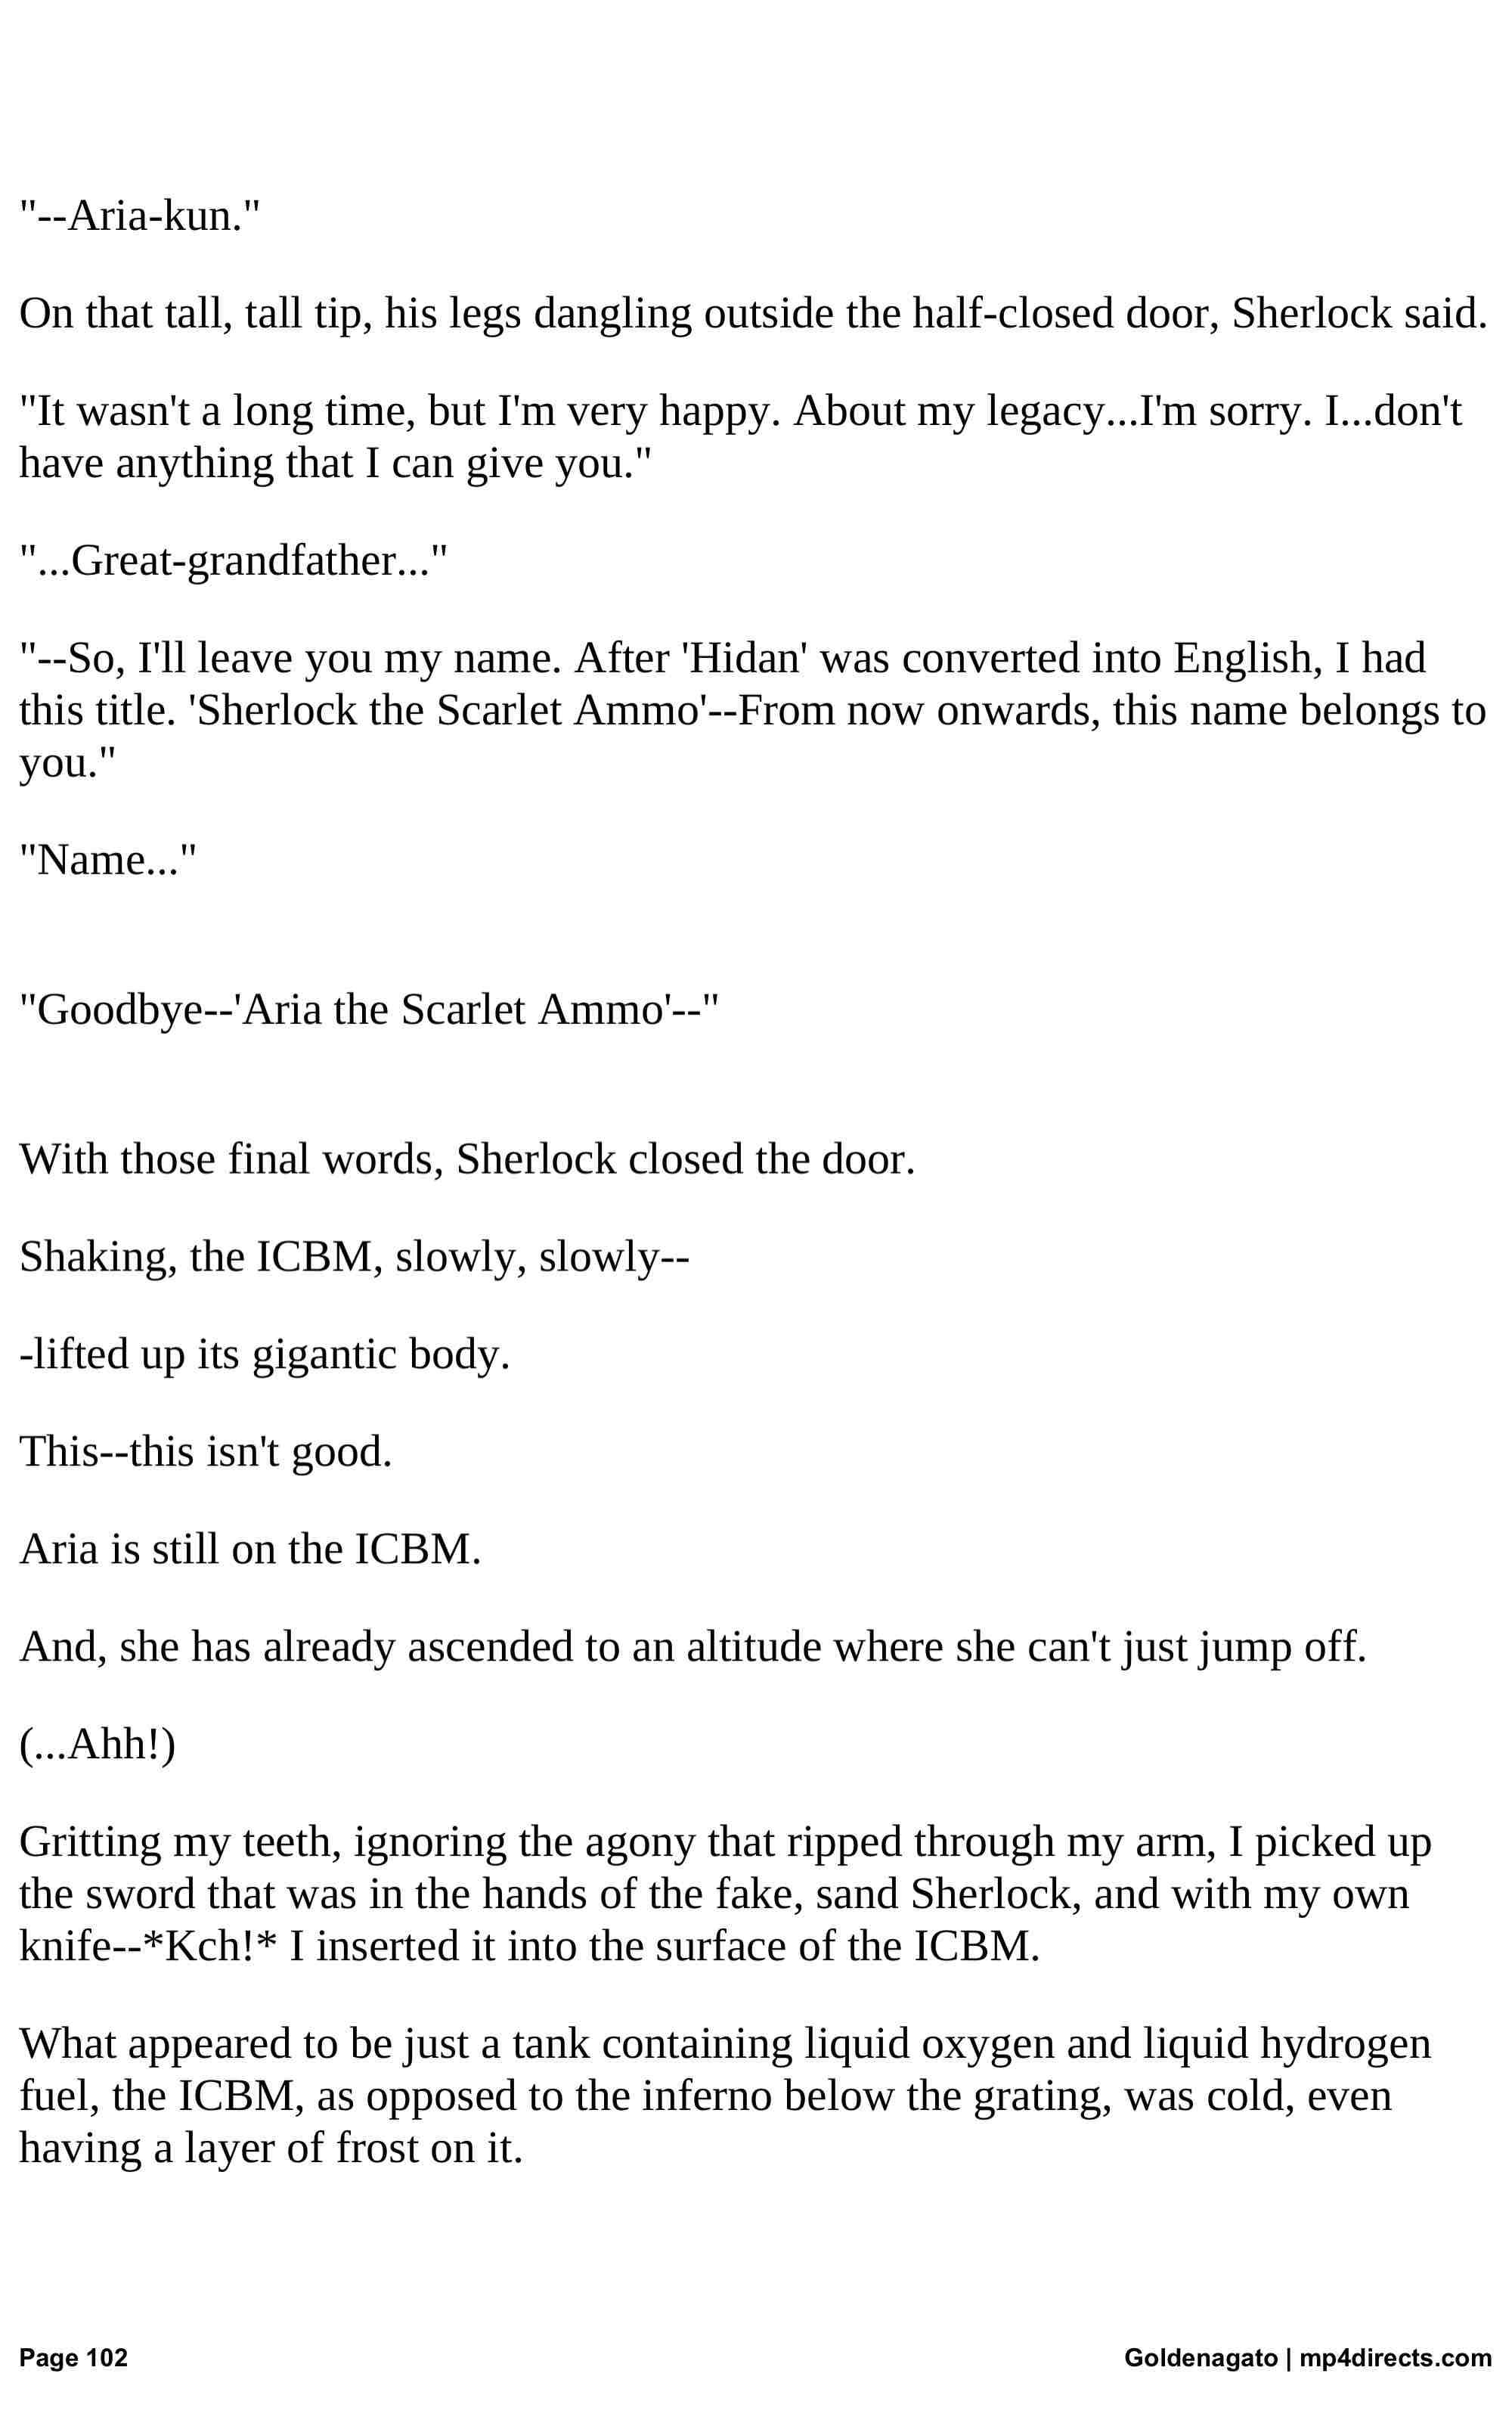 "--Aria-kun."
On that tall, tall tip, his legs dangling outside the half-closed door, Sherlock said.
"It wasn't a long time, but I'm very happy. About my legacy...I'm sorry. I...don't
have anything that I can give you."
"...Great-grandfather..."
"--So, I'll leave you my name. After 'Hidan' was converted into English, I had
this title. 'Sherlock the Scarlet Ammo'--From now onwards, this name belongs to
you."
"Name..."
"Goodbye--'Aria the Scarlet Ammo'--"
With those final words, Sherlock closed the door.
Shaking, the ICBM, slowly, slowly--
-lifted up its gigantic body.
This--this isn't good.
Aria is still on the ICBM.
And, she has already ascended to an altitude where she can't just jump off.
(...Ahh!)
Gritting my teeth, ignoring the agony that ripped through my arm, I picked up
the sword that was in the hands of the fake, sand Sherlock, and with my own
knife--*Kch!* I inserted it into the surface of the ICBM.
What appeared to be just a tank containing liquid oxygen and liquid hydrogen
fuel, the ICBM, as opposed to the inferno below the grating, was cold, even
having a layer of frost on it.
Page 102
Goldenagato | mp4directs.com